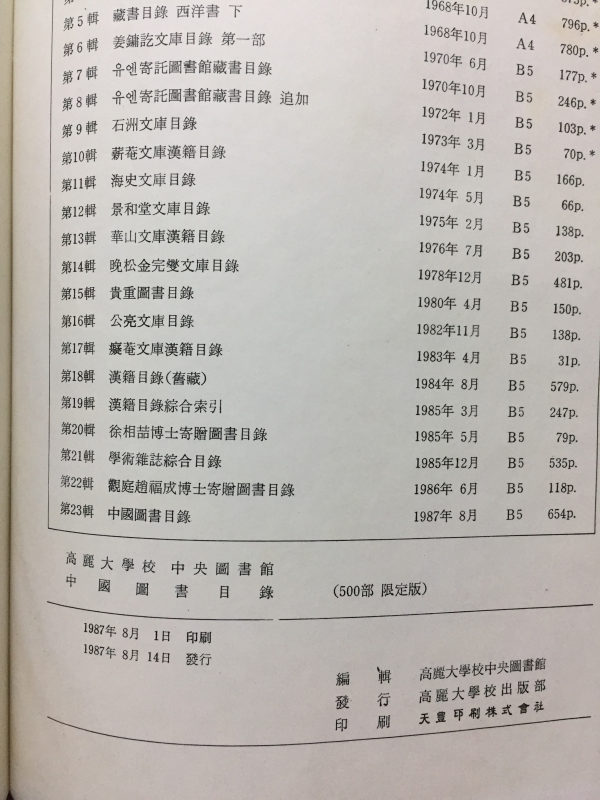 1968年10月 A4 796p.*
第5輯 藏書目錄 西洋書 下 1968年10月 A4 780p.*
第6輯 姜鏞訖文庫目錄 第一部 1970年 6月 B5 177p.*
第7輯 유엔寄託圖書館藏書目錄 1970年10月 B5 246p.*
第8輯 유엔寄託圖書館藏書目錄 追加 1972年 1月 B5 103p.*
第9輯 石洲文庫目錄 1973年 3月 B5 70p.*
第10輯 薪菴文庫漢籍目錄 1974年 1月 B5 166p.
第11輯 海史文庫目錄 1974年 5月 B5 66p.
第12輯 景和堂文庫目錄 1975年 2月 B5 138p.
第13輯 華山文庫漢籍目錄 1976年 7月 B5 203p.
第14輯 晩松金完燮文庫目錄 1978年12月 B5 481p.
第15輯 貴重圖書目錄 1980年 4月 B5 150p.
第16輯 公亮文庫目錄 1982年11月 B5 138p.
第17輯 癡菴文庫漢籍目錄 1983年 4月 B5 31p.
第18輯 漢籍目錄(舊藏) 1984年 8月 B5 579p.
第19輯 漢籍目錄綜合索引 1985年 3月 B5 247p.
第20輯 徐相喆博士寄贈圖書目錄 1985年 5月 B5 79p.
第21輯 學術雜誌綜合目錄 1985年12月 B5 535p.
第22輯 觀庭趙福成博士寄贈圖書目錄 1986年 6月 B5 118p.
第23輯 中國圖書目錄 1987年 8月 B5 654p.
高麗大學校 中央圖書館
中國圖書目錄 (500部 限定版)
1987年 8月 1日 印刷
1987年 8月 14日 發行
編輯 高麗大學校中央圖書館
發行 高麗大學校出版部
印刷 天豊印刷株式會社